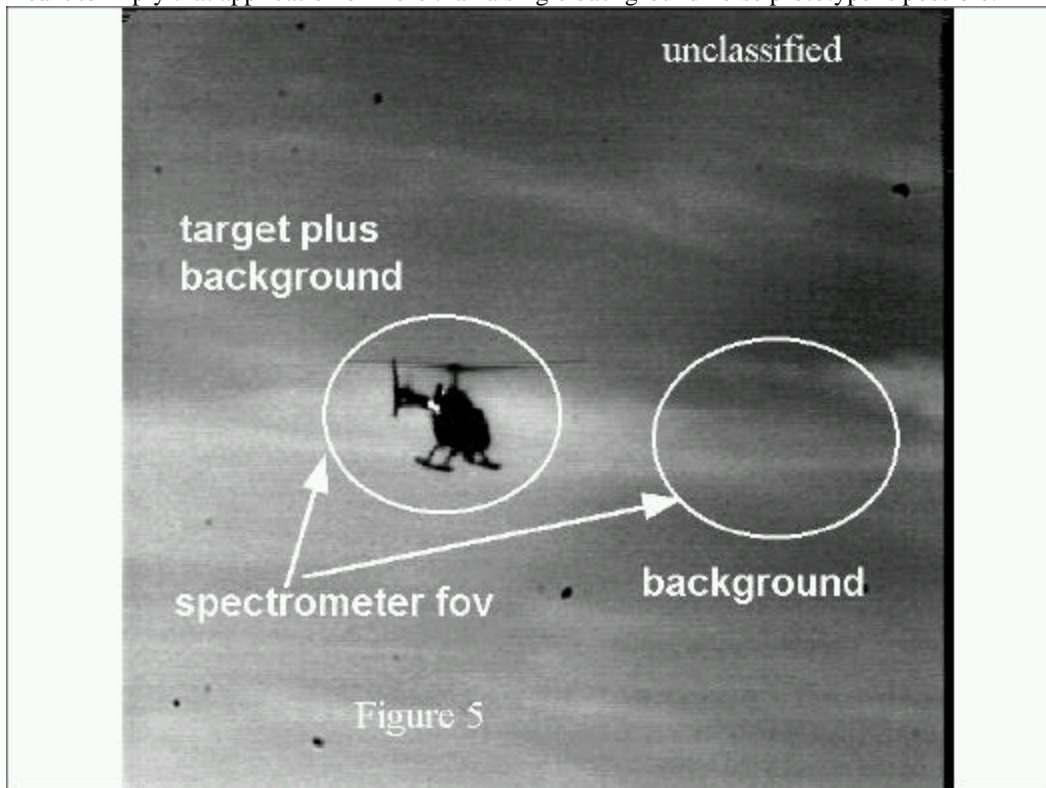 unclassified
target plus
background
background
spectrometer fov
Figure 5